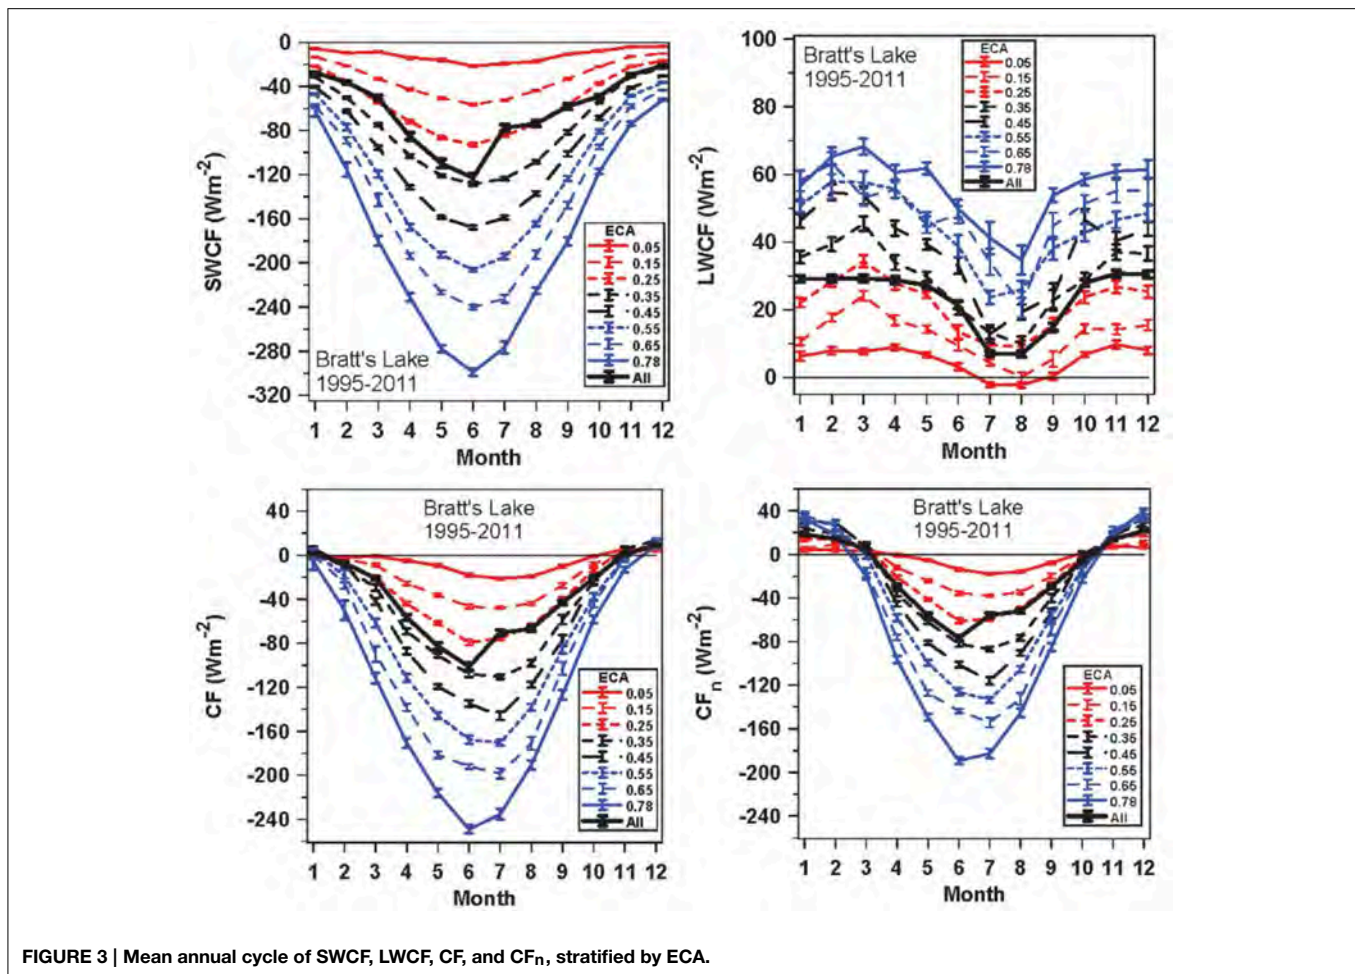 0
-40
-80
-120
-160
-200
-240
-280
-320
SWCF (Wm-2)
Bratt's Lake
1995-2011
ECA
0.05
0.15
0.25
0.35
0.45
0.55
0.65
0.78
All
1 2 3 4 5 6 7 8 9 10 11 12
Month
100
80
60
40
20
0
LWCF (Wm-2)
Bratt's Lake
1995-2011
ECA
0.05
0.15
0.25
0.35
0.45
0.55
0.65
0.78
All
1 2 3 4 5 6 7 8 9 10 11 12
Month
40
0
-40
-80
-120
-160
-200
-240
CF (Wm-2)
Bratt's Lake
1995-2011
ECA
0.05
0.15
0.25
0.35
0.45
0.55
0.65
0.78
All
1 2 3 4 5 6 7 8 9 10 11 12
Month
40
0
-40
-80
-120
-160
-200
-240
CFn (Wm-2)
Bratt's Lake
1995-2011
ECA
0.05
0.15
0.25
0.35
0.45
0.55
0.65
0.78
All
1 2 3 4 5 6 7 8 9 10 11 12
Month
FIGURE 3 | Mean annual cycle of SWCF, LWCF, CF, and CFn, stratified by ECA.